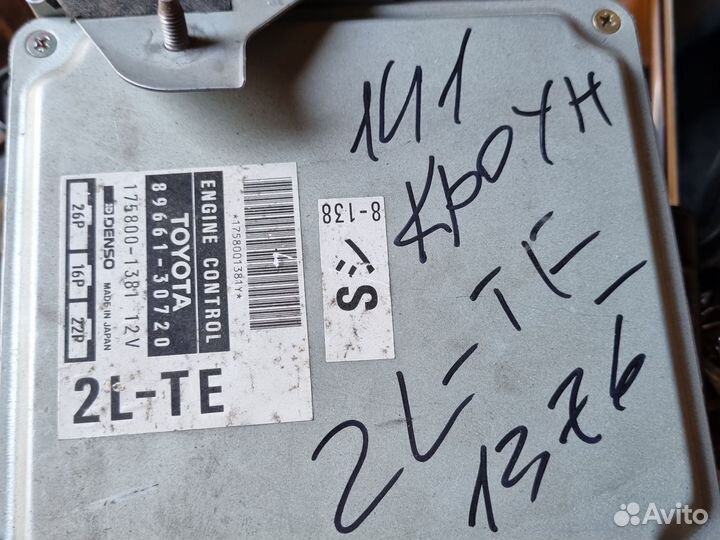 ENGINE CONTROL
TOYOTA
89661-30720
175800-1381 12V
DENSO MADE IN JAPAN
26P 16P 22P
2L-TE
*1758001381Y*
8-138
S
141
КРОУН
2L-TE
1376
Avito